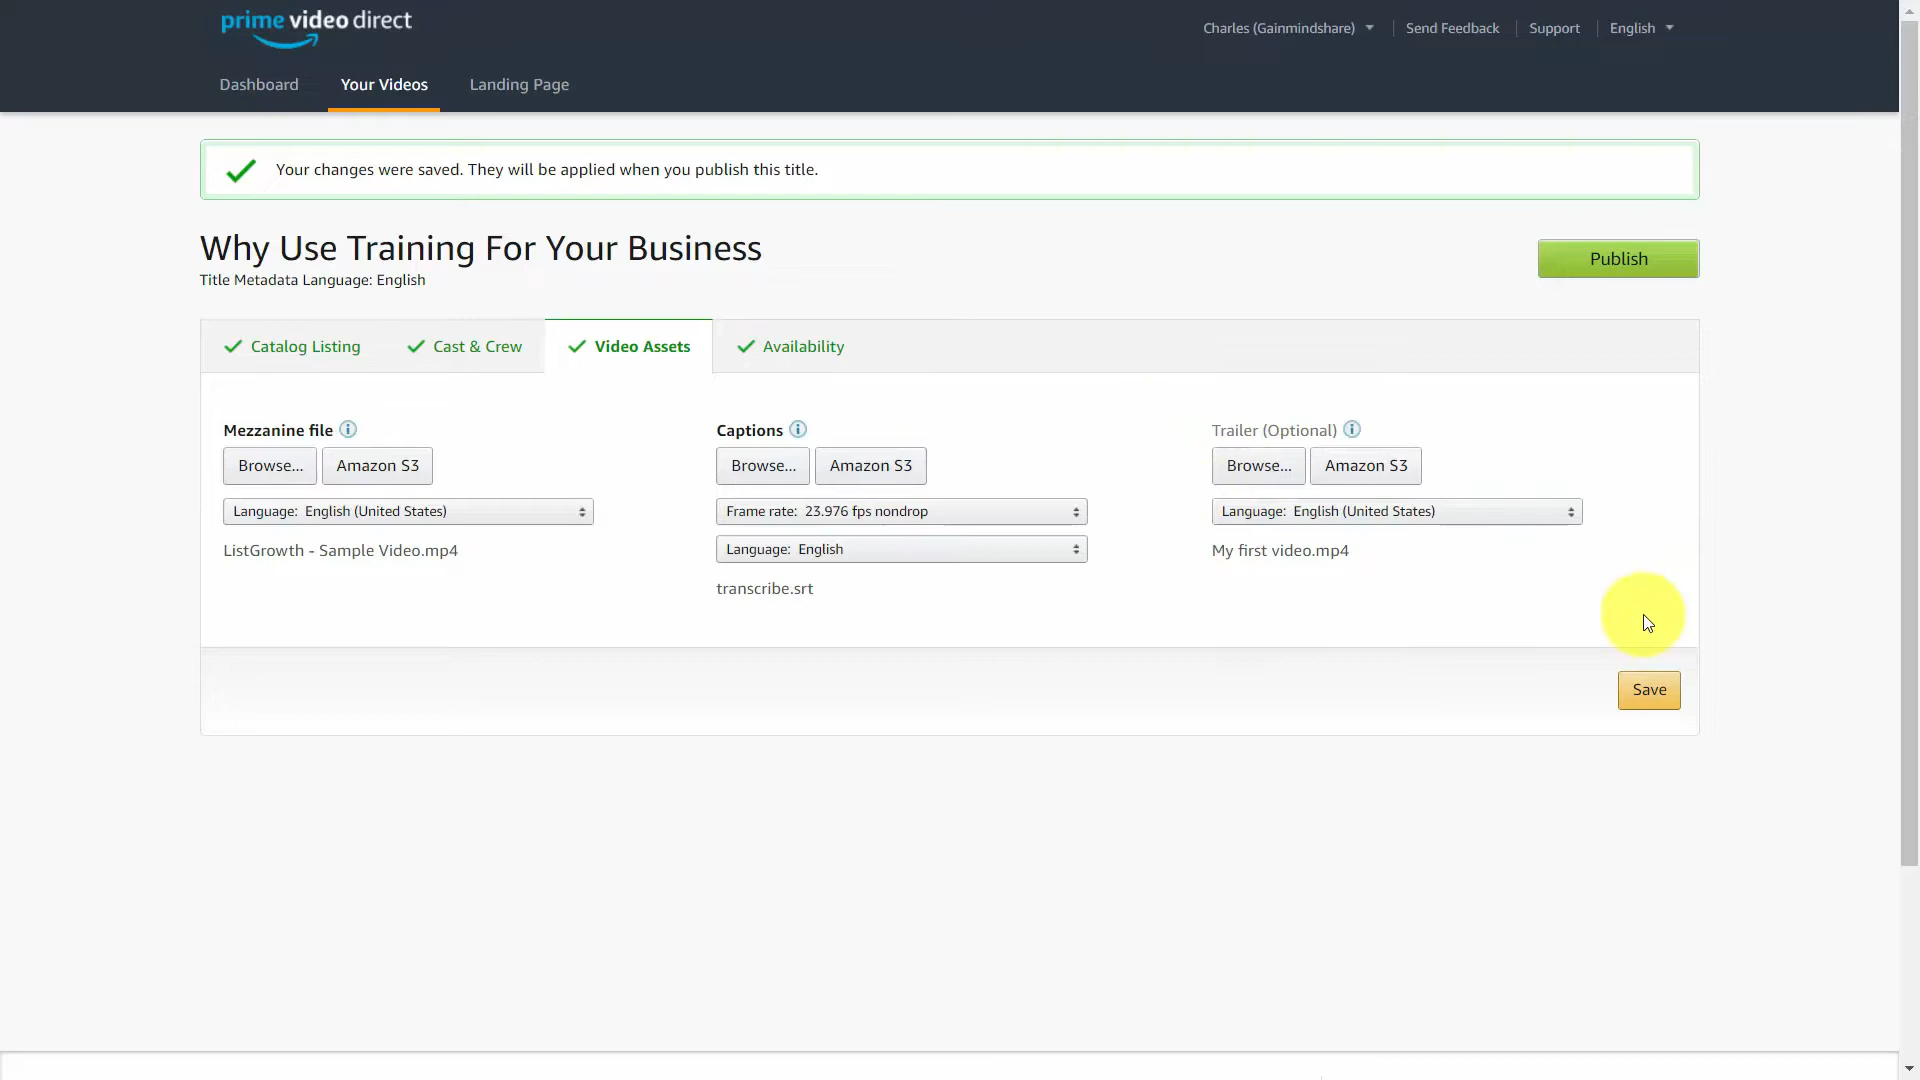 prime video direct
Charles (Gainmindshare)
Send Feedback
Support
English
Dashboard
Your Videos
Landing Page
Your changes were saved. They will be applied when you publish this title.
Why Use Training For Your Business
Publish
Title Metadata Language: English
Catalog Listing
Cast & Crew
Video Assets
Availability
Mezzanine file
Browse...
Amazon S3
Language: English (United States)
ListGrowth - Sample Video.mp4
Captions
Browse...
Amazon S3
Frame rate: 23.976 fps nondrop
Language: English
transcribe.srt
Trailer (Optional)
Browse...
Amazon S3
Language: English (United States)
My first video.mp4
Save